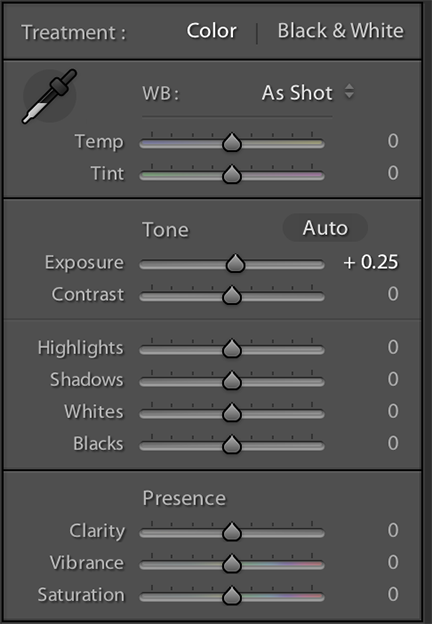 Treatment : Color | Black & White
WB : As Shot
Temp 0
Tint 0
Tone Auto
Exposure + 0.25
Contrast 0
Highlights 0
Shadows 0
Whites 0
Blacks 0
Presence
Clarity 0
Vibrance 0
Saturation 0